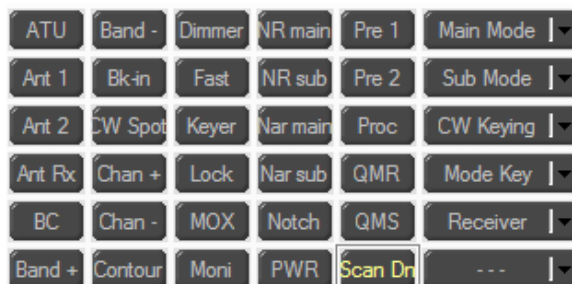 ATU Band - Dimmer NR main Pre 1 Main Mode
Ant 1 Bk-in Fast NR sub Pre 2 Sub Mode
Ant 2 CW Spot Keyer Nar main Proc CW Keying
Ant Rx Chan + Lock Nar sub QMR Mode Key
BC Chan - MOX Notch QMS Receiver
Band + Contour Moni PWR Scan Dn ---